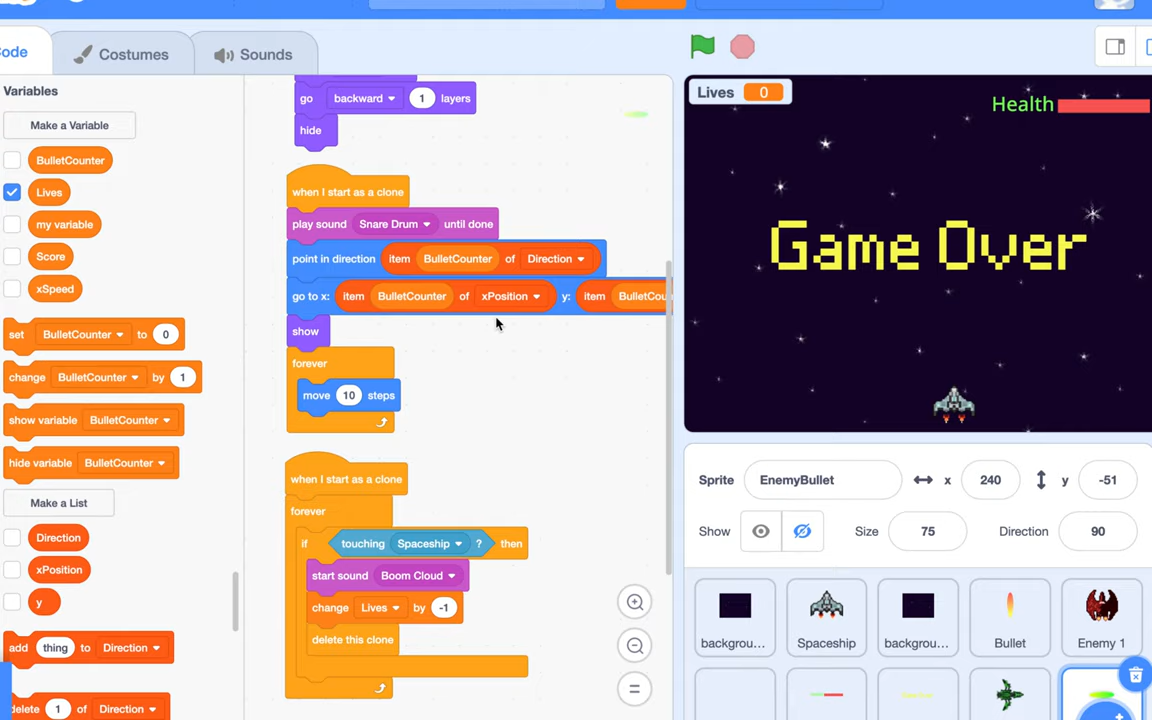 ode
Costumes
Sounds
Variables
Make a Variable
BulletCounter
Lives
my variable
Score
xSpeed
set BulletCounter to 0
change BulletCounter by 1
show variable BulletCounter
hide variable BulletCounter
Make a List
Direction
xPosition
y
add thing to Direction
delete 1 of Direction
go backward 1 layers
hide
when I start as a clone
play sound Snare Drum until done
point in direction item BulletCounter of Direction
go to x: item BulletCounter of xPosition y: item BulletCou
show
forever
move 10 steps
when I start as a clone
forever
if touching Spaceship ? then
start sound Boom Cloud
change Lives by -1
delete this clone
Lives 0
Health
Game Over
Sprite EnemyBullet x 240 y -51
Show Size 75 Direction 90
backgrou...
Spaceship
backgrou...
Bullet
Enemy 1